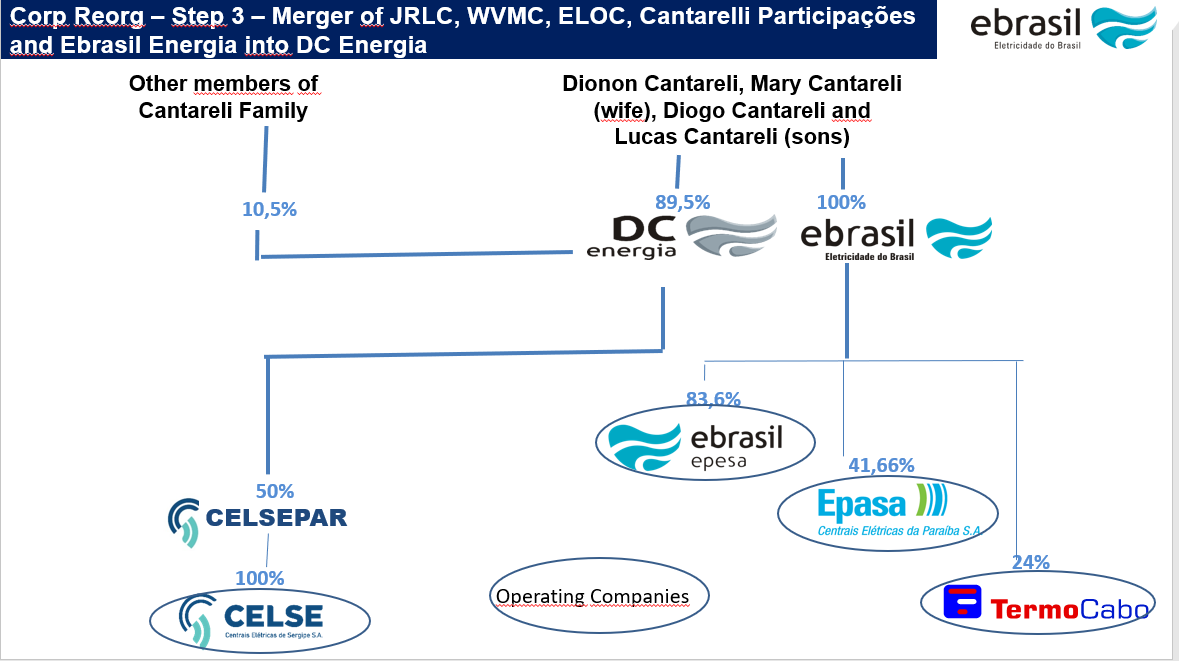 Corp Reorg – Step 3 – Merger of JRLC, WVMC, ELOC, Cantarelli Participações
and Ebrasil Energia into DC Energia
ebrasil
Eletricidade do Brasil
Other members of
Cantareli Family
Dionon Cantareli, Mary Cantareli
(wife), Diogo Cantareli and
Lucas Cantareli (sons)
10,5%
89,5%
100%
DC
energia
ebrasil
Eletricidade do Brasil
83,6%
ebrasil
epesa
41,66%
Epasa
Centrais Elétricas da Paraíba S.A.
50%
CELSEPAR
100%
CELSE
Centrais Elétricas de Sergipe S.A.
Operating Companies
24%
TermoCabo